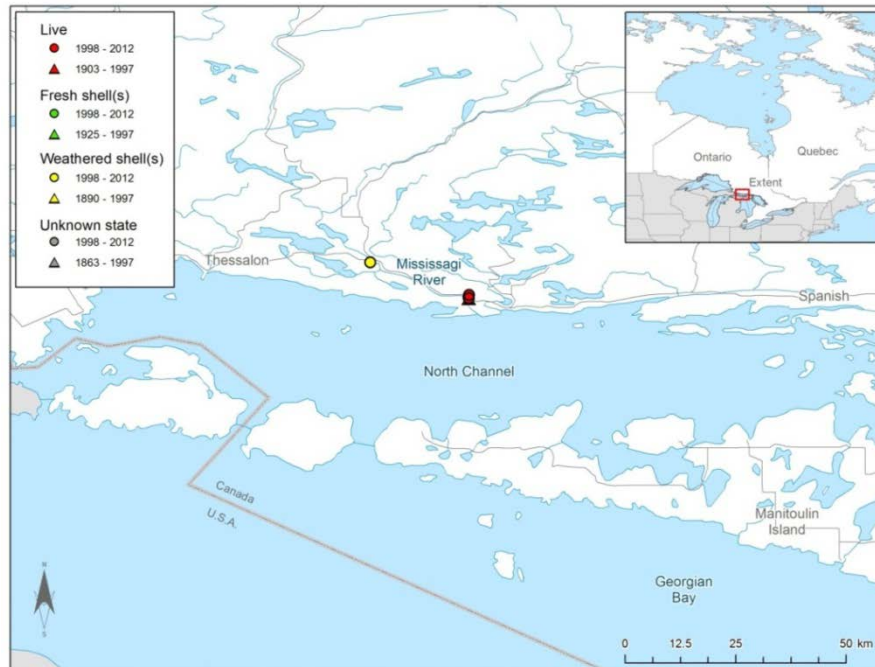 Live
1998 - 2012
1903 - 1997
Fresh shell(s)
1998 - 2012
1925 - 1997
Weathered shell(s)
1998 - 2012
1890 - 1997
Unknown state
1998 - 2012
1863 - 1997
Ontario
Quebec
Extent
Thessalon
Mississagi
River
Spanish
North Channel
Canada
U.S.A.
Manitoulin
Island
Georgian
Bay
N
S
0 12.5 25 50 km